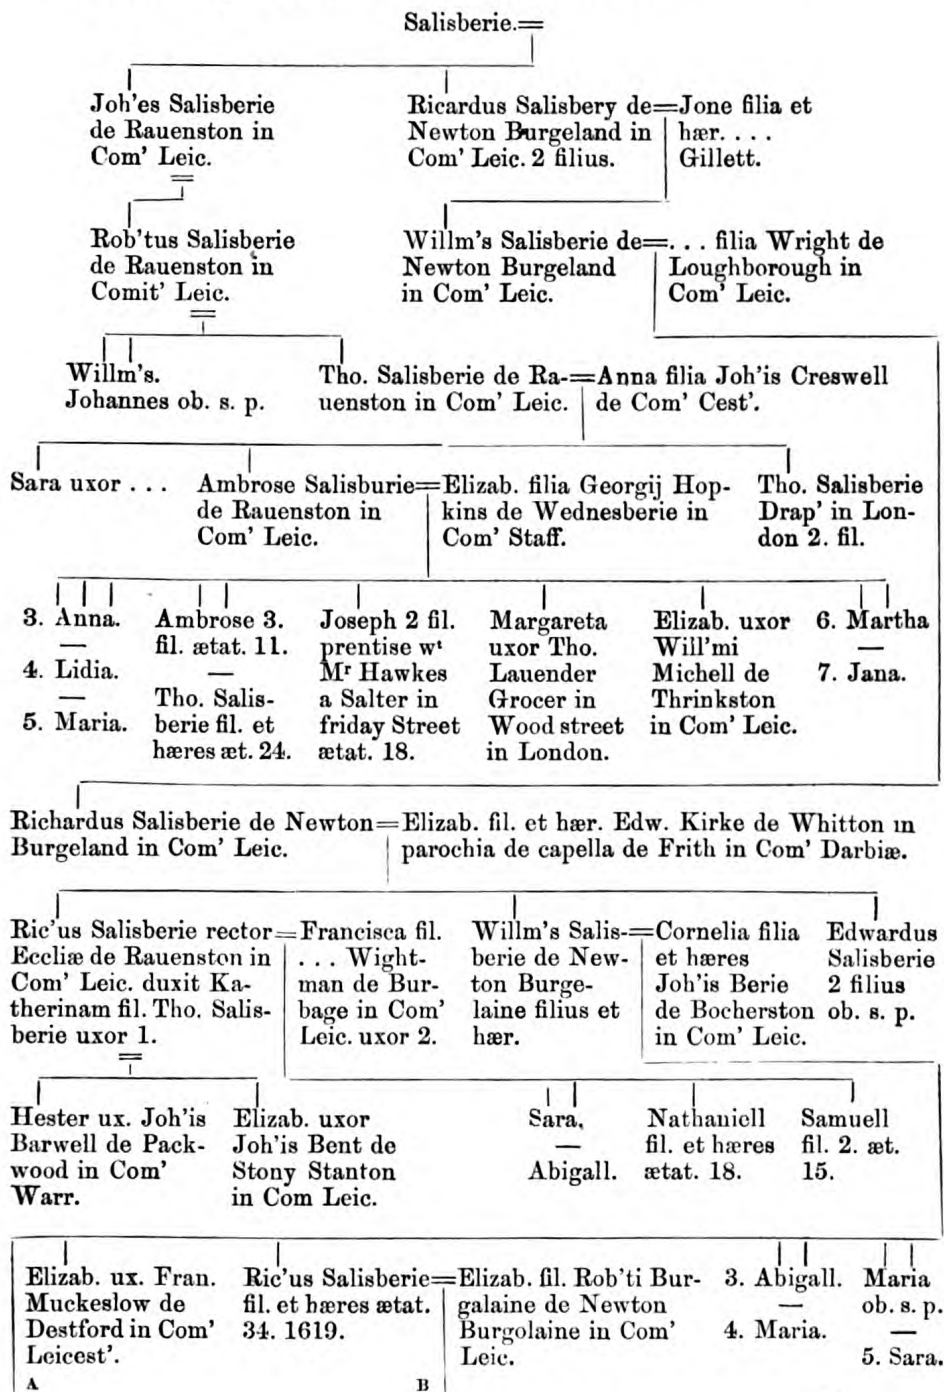 Salisberie.=
Joh'es Salisberie
de Rauenston in
Com' Leic.
=
Ricardus Salisbery de=Jone filia et
Newton Burgeland in hær. . . .
Com' Leic. 2 filius. Gillett.
Rob'tus Salisberie
de Rauenston in
Comit' Leic.
=
Willm's Salisberie de=. . . filia Wright de
Newton Burgeland Loughborough in
in Com' Leic. Com' Leic.
Willm's.
Johannes ob. s. p.
Tho. Salisberie de Ra-=Anna filia Joh'is Creswell
uenston in Com' Leic. de Com' Cest'.
Sara uxor . . .
Ambrose Salisburie=Elizab. filia Georgij Hop-
de Rauenston in kins de Wednesberie in
Com' Leic. Com' Staff.
Tho. Salisberie
Drap' in Lon-
don 2. fil.
3. Anna.
—
4. Lidia.
—
5. Maria.
Ambrose 3.
fil. ætat. 11.
—
Tho. Salis-
berie fil. et
hæres æt. 24.
Joseph 2 fil.
prentise wt
Mr Hawkes
a Salter in
friday Street
ætat. 18.
Margareta
uxor Tho.
Lauender
Grocer in
Wood street
in London.
Elizab. uxor
Will'mi
Michell de
Thrinkston
in Com' Leic.
6. Martha
—
7. Jana.
Richardus Salisberie de Newton=Elizab. fil. et hær. Edw. Kirke de Whitton in
Burgeland in Com' Leic. parochia de capella de Frith in Com' Darbiæ.
Ric'us Salisberie rector=Francisca fil.
Eccliæ de Rauenston in . . . Wight-
Com' Leic. duxit Ka- man de Bur-
therinam fil. Tho. Salis- bage in Com'
berie uxor 1. Leic. uxor 2.
=
Willm's Salis-=Cornelia filia
berie de New- et hæres
ton Burge- Joh'is Berie
laine filius et de Bocherston
hær. in Com' Leic.
Edwardus
Salisberie
2 filius
ob. s. p.
Hester ux. Joh'is
Barwell de Pack-
wood in Com'
Warr.
Elizab. uxor
Joh'is Bent de
Stony Stanton
in Com Leic.
Sara,
—
Abigall.
Nathaniell
fil. et hæres
ætat. 18.
Samuell
fil. 2. æt.
15.
Elizab. ux. Fran.
Muckeslow de
Destford in Com'
Leicest'.
Ric'us Salisberie=Elizab. fil. Rob'ti Bur-
fil. et hæres ætat. galaine de Newton
34. 1619. Burgolaine in Com'
Leic.
3. Abigall.
—
4. Maria.
Maria
ob. s. p.
—
5. Sara.
A B